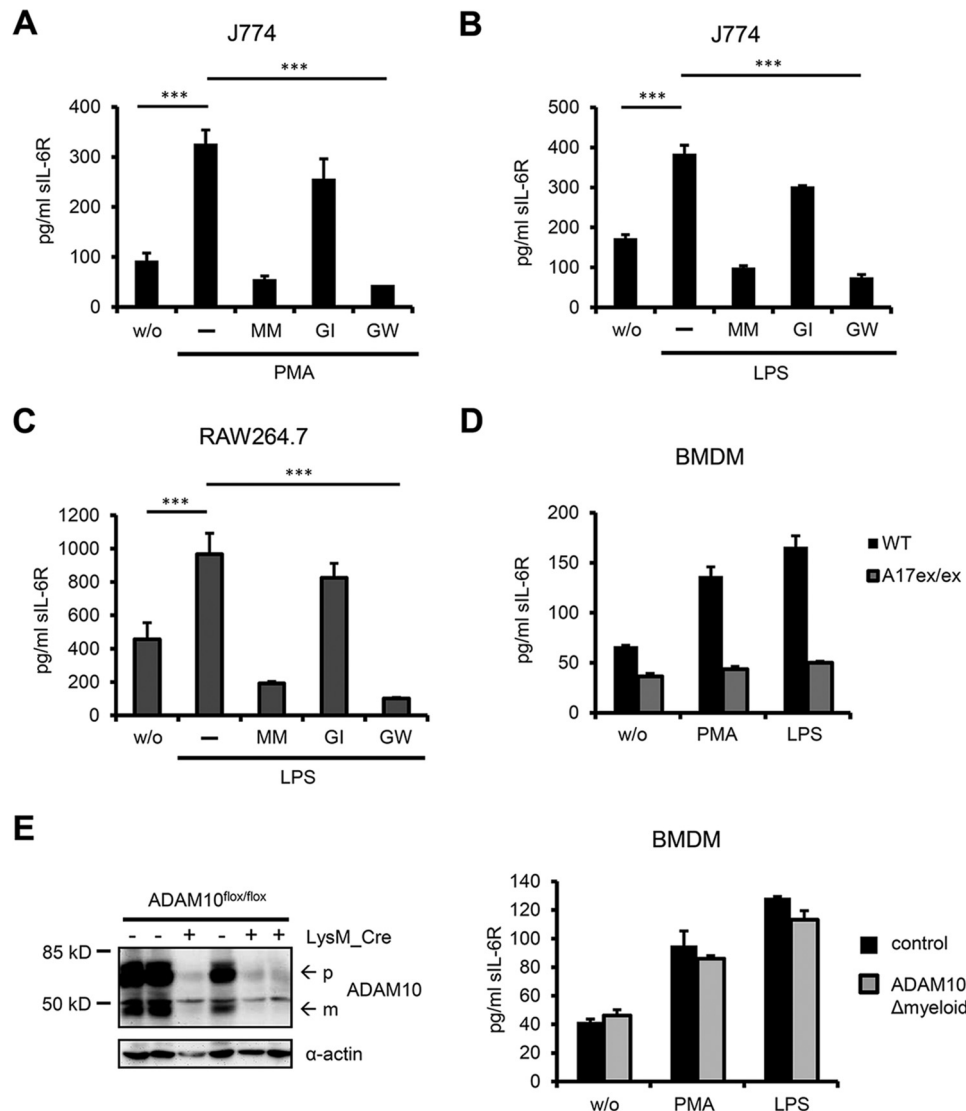 A
J774
***
***
pg/ml sIL-6R
400
300
200
100
0
w/o
–
MM
GI
GW
PMA
B
J774
***
***
pg/ml sIL-6R
500
400
300
200
100
0
w/o
–
MM
GI
GW
LPS
C
RAW264.7
***
***
pg/ml sIL-6R
1200
1000
800
600
400
200
0
w/o
–
MM
GI
GW
LPS
D
BMDM
pg/ml sIL-6R
200
150
100
50
0
w/o
PMA
LPS
WT
A17ex/ex
E
ADAM10flox/flox
- - + - + + LysM_Cre
85 kD
← p
ADAM10
50 kD
← m
α-actin
BMDM
pg/ml sIL-6R
140
120
100
80
60
40
20
0
w/o
PMA
LPS
control
ADAM10
Δmyeloid